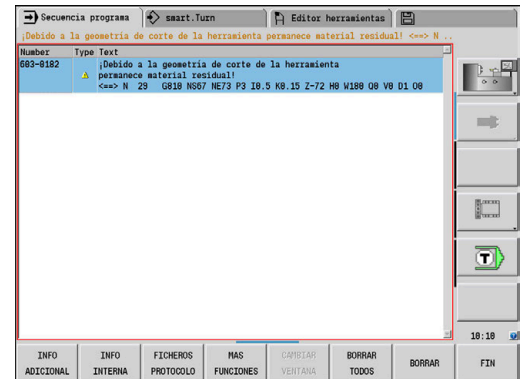 Secuencia programa
smart.Turn
Editor herramientas
¡Debido a la geometria de corte de la herramienta permanece material residual! <==> N ..
Number Type Text
603-0182 ¡Debido a la geometria de corte de la herramienta
permanece material residual!
<==> N 29 G810 NS67 NE73 P3 I0.5 K0.15 Z-72 H0 W180 Q0 V0 D1 O0
T
10:10
INFO ADICIONAL
INFO INTERNA
FICHEROS PROTOCOLO
MAS FUNCIONES
CAMBIAR VENTANA
BORRAR TODOS
BORRAR
FIN